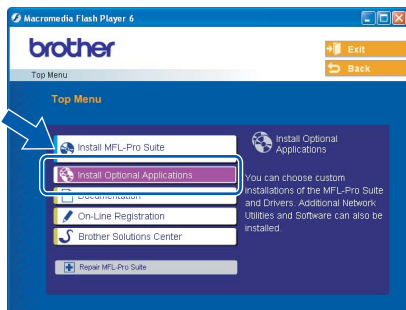 Macromedia Flash Player 6
brother
Exit
Back
Top Menu
Top Menu
Install MFL-Pro Suite
Install Optional Applications
Documentation
On-Line Registration
Brother Solutions Center
Repair MFL-Pro Suite
Install Optional
Applications
You can choose custom
installations of the MFL-Pro Suite
and Drivers. Additional Network
Utilities and Software can also be
installed.